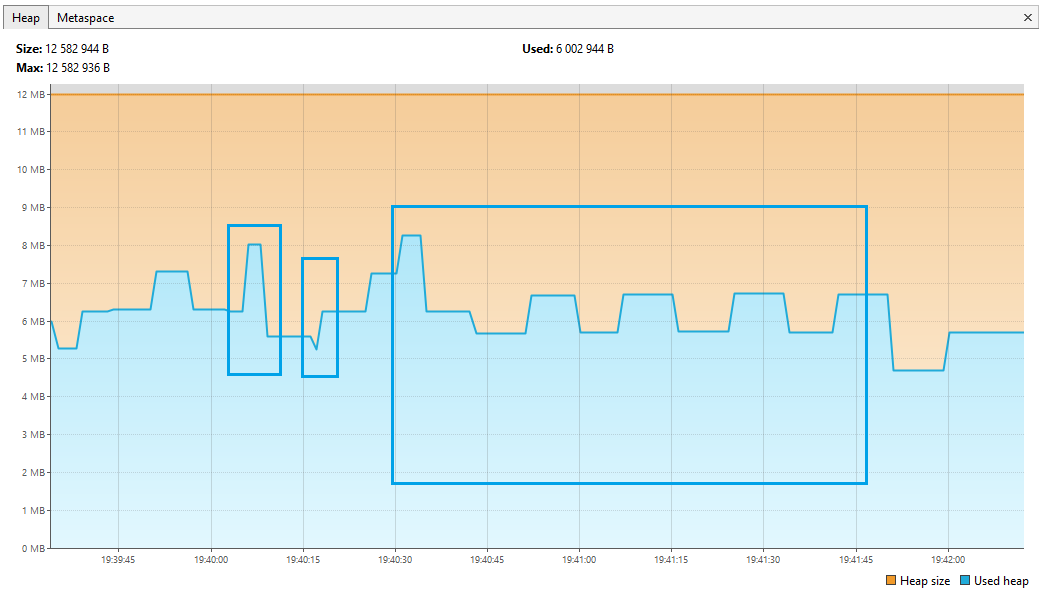 Heap Metaspace ×
Size: 12 582 944 B Used: 6 002 944 B
Max: 12 582 936 B
12 MB
11 MB
10 MB
9 MB
8 MB
7 MB
6 MB
5 MB
4 MB
3 MB
2 MB
1 MB
0 MB
19:39:45 19:40:00 19:40:15 19:40:30 19:40:45 19:41:00 19:41:15 19:41:30 19:41:45 19:42:00
Heap size Used heap